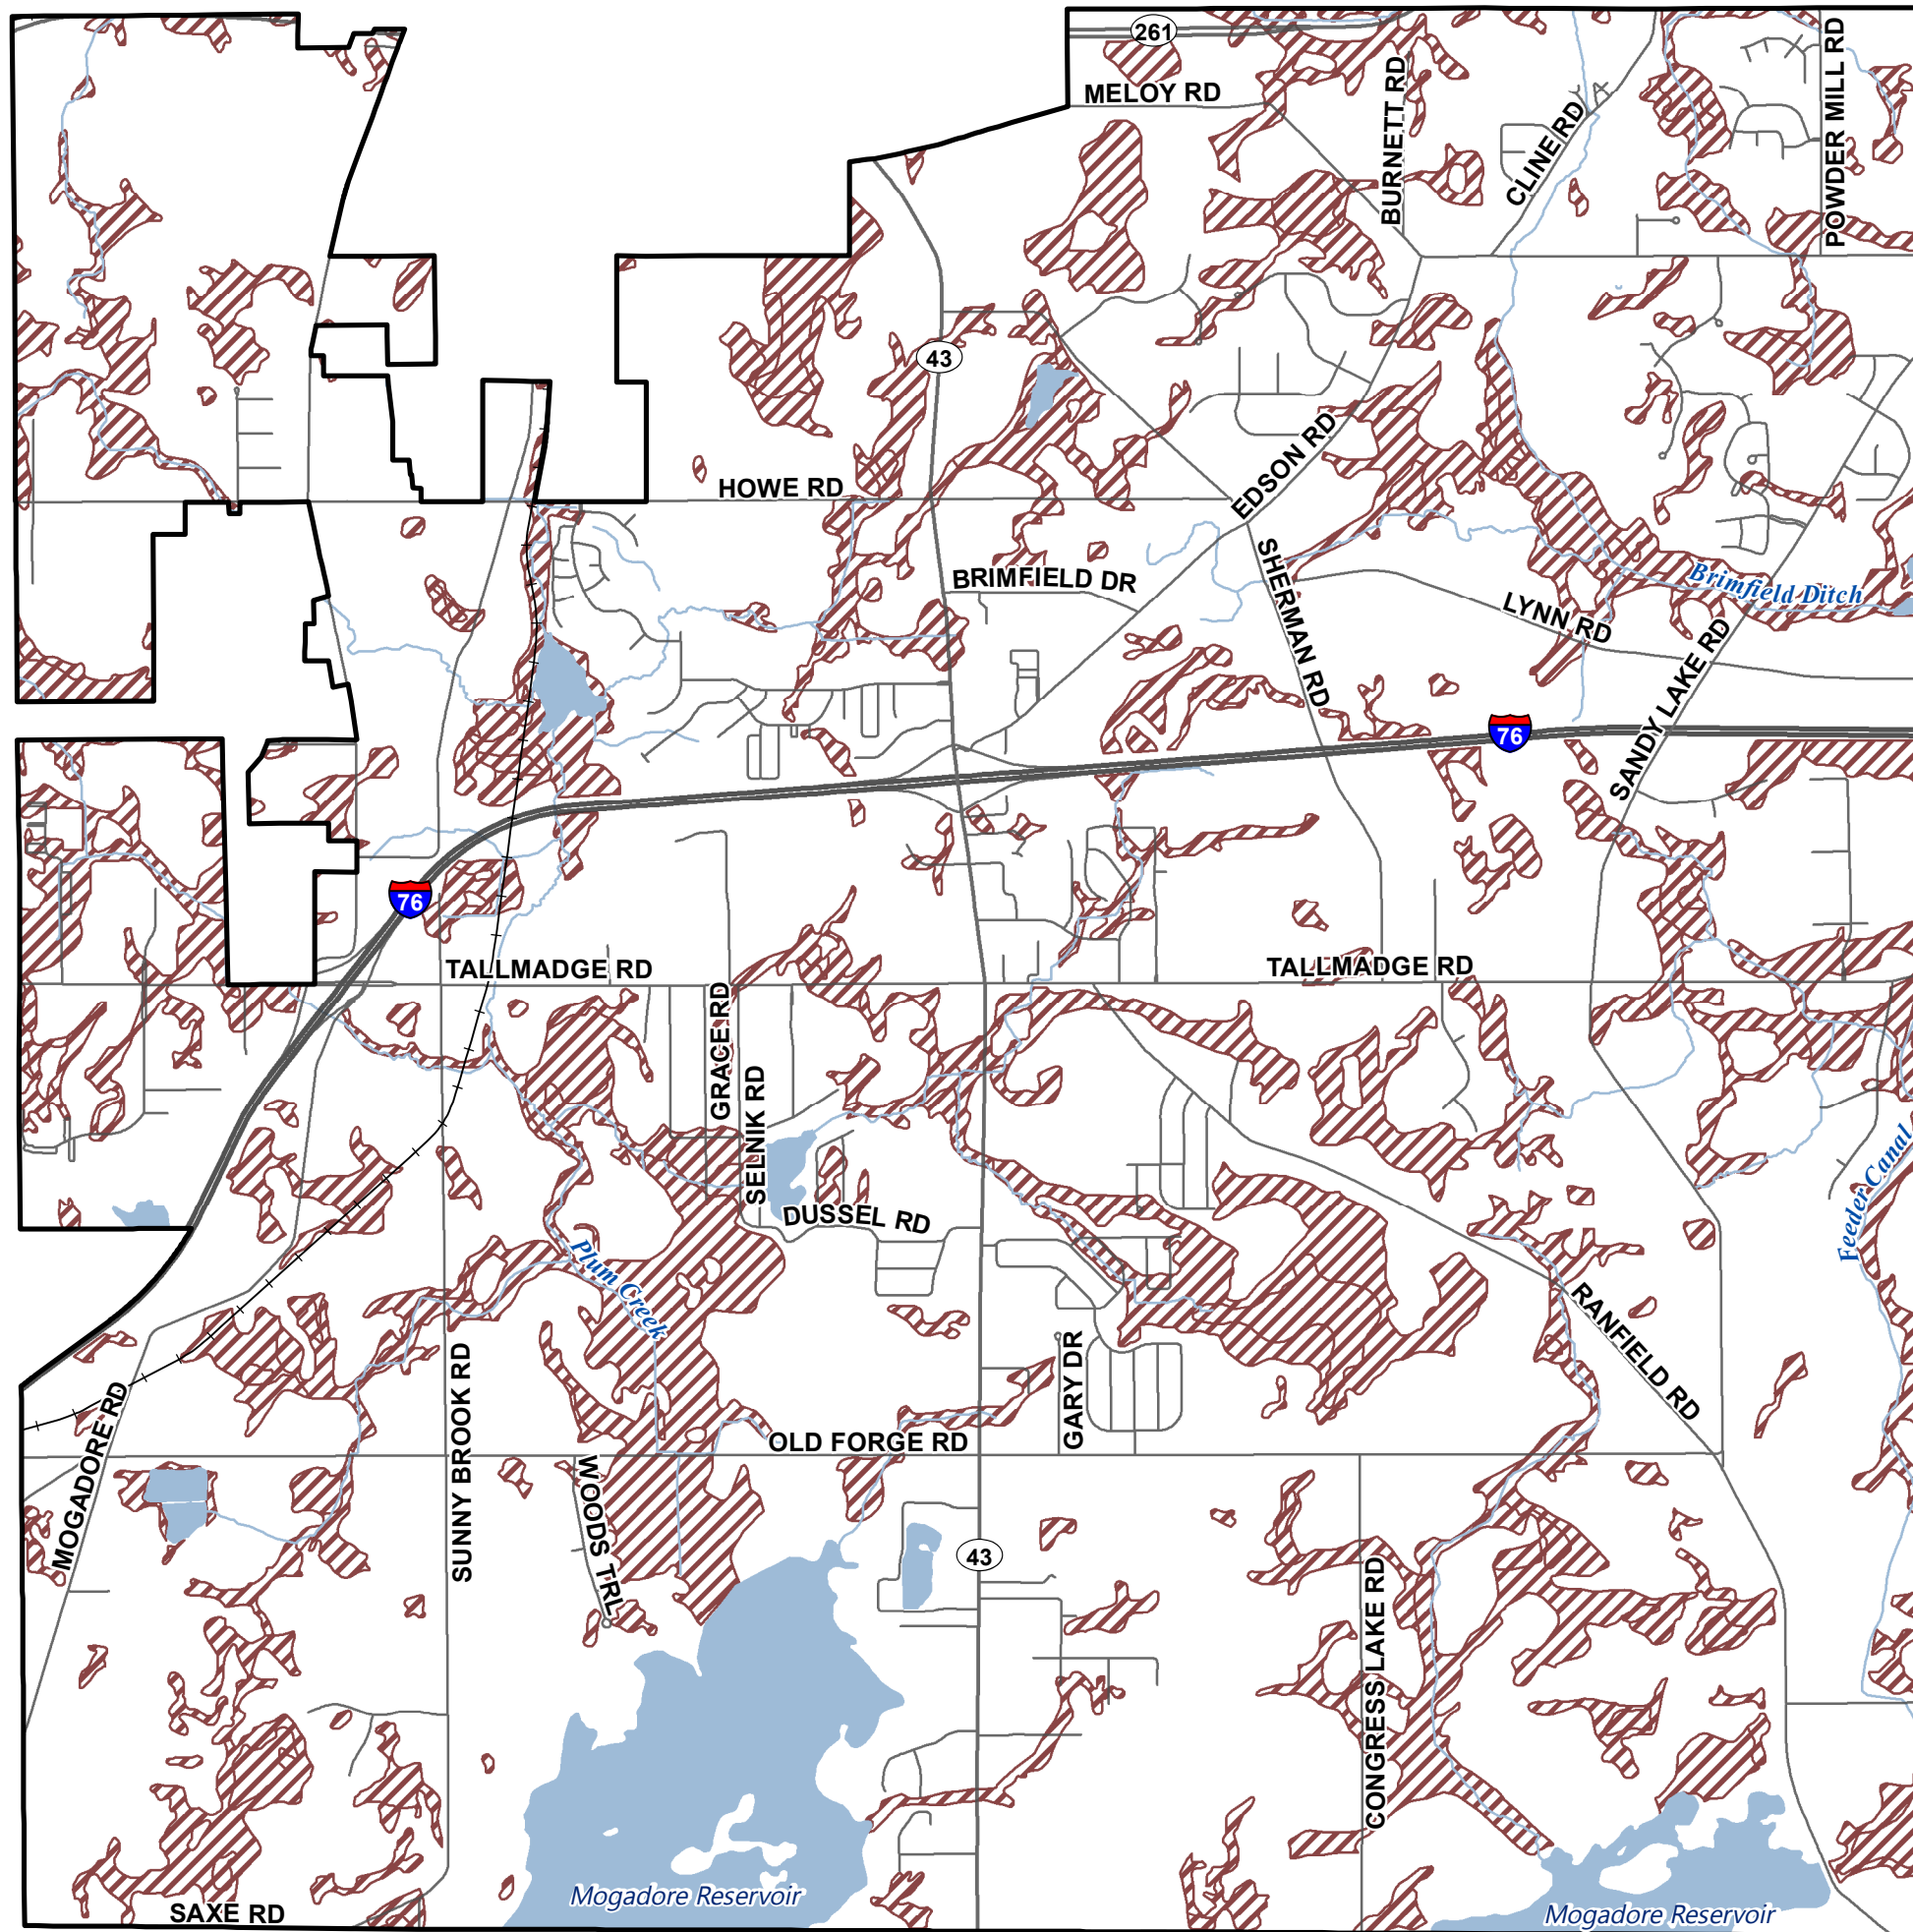 261
MELOY RD
BURNETT RD
CLINE RD
POWDER MILL RD
43
HOWE RD
EDSON RD
BRIMFIELD DR
SHERMAN RD
LYNN RD
Brimfield Ditch
SANDY LAKE RD
76
76
TALLMADGE RD
TALLMADGE RD
GRACE RD
SELNIK RD
DUSSEL RD
Plum Creek
Feeder Canal
RANFIELD RD
GARY DR
MOGADORE RD
SUNNY BROOK RD
OLD FORGE RD
WOODS TRL
43
CONGRESS LAKE RD
Mogadore Reservoir
Mogadore Reservoir
SAXE RD